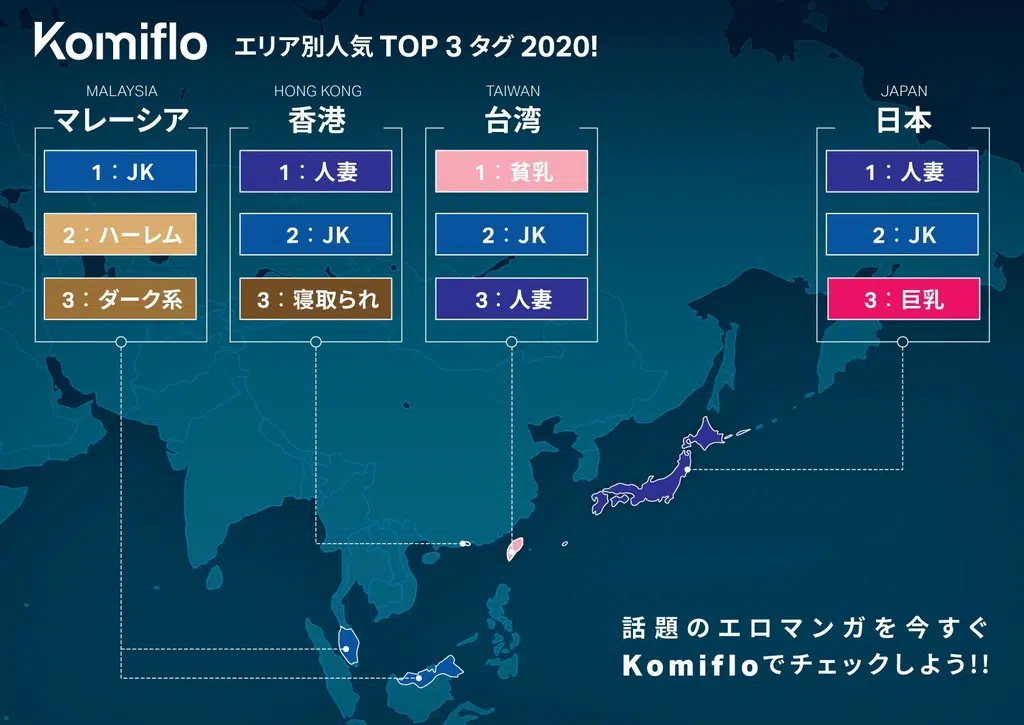 Komiflo エリア別人気 TOP 3 タグ 2020!
MALAYSIA
マレーシア
1：JK
2：ハーレム
3：ダーク系
HONG KONG
香港
1：人妻
2：JK
3：寝取られ
TAIWAN
台湾
1：貧乳
2：JK
3：人妻
JAPAN
日本
1：人妻
2：JK
3：巨乳
話題のエロマンガを今すぐ
Komifloでチェックしよう!!